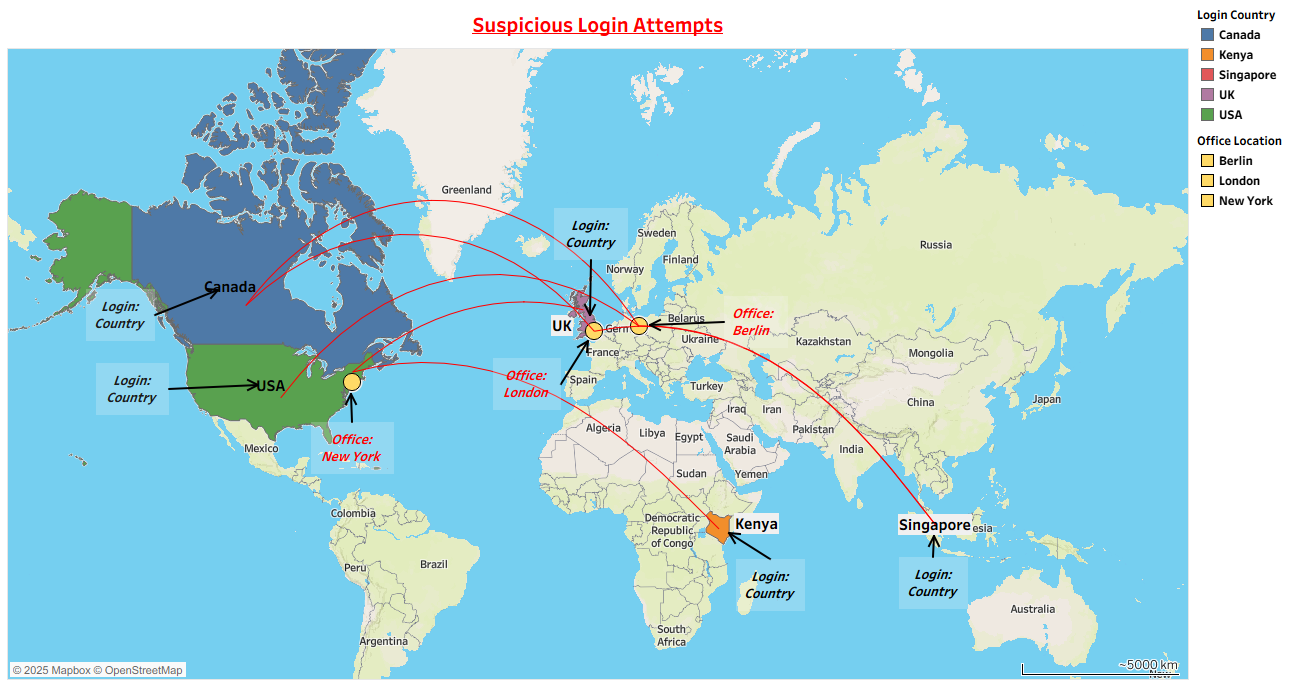 Suspicious Login Attempts
Login Country
Canada
Kenya
Singapore
UK
USA
Office Location
Berlin
London
New York
Greenland
Login:
Country
Sweden
Finland
Norway
Russia
Canada
Login:
Country
UK
Germ
Belarus
Ukraine
Office:
Berlin
France
Kazakhstan
Mongolia
USA
Login:
Country
Office:
London
Spain
Turkey
China
Japan
Office:
New York
Mexico
Algeria
Libya
Egypt
Iraq
Iran
Saudi
Arabia
Pakistan
India
Sudan
Yemen
Colombia
Democratic
Republic
of Congo
Kenya
Singapore
esia
Peru
Brazil
Login:
Country
Login:
Country
Australia
South
Africa
Argentina
© 2025 Mapbox © OpenStreetMap
~5000 km
New